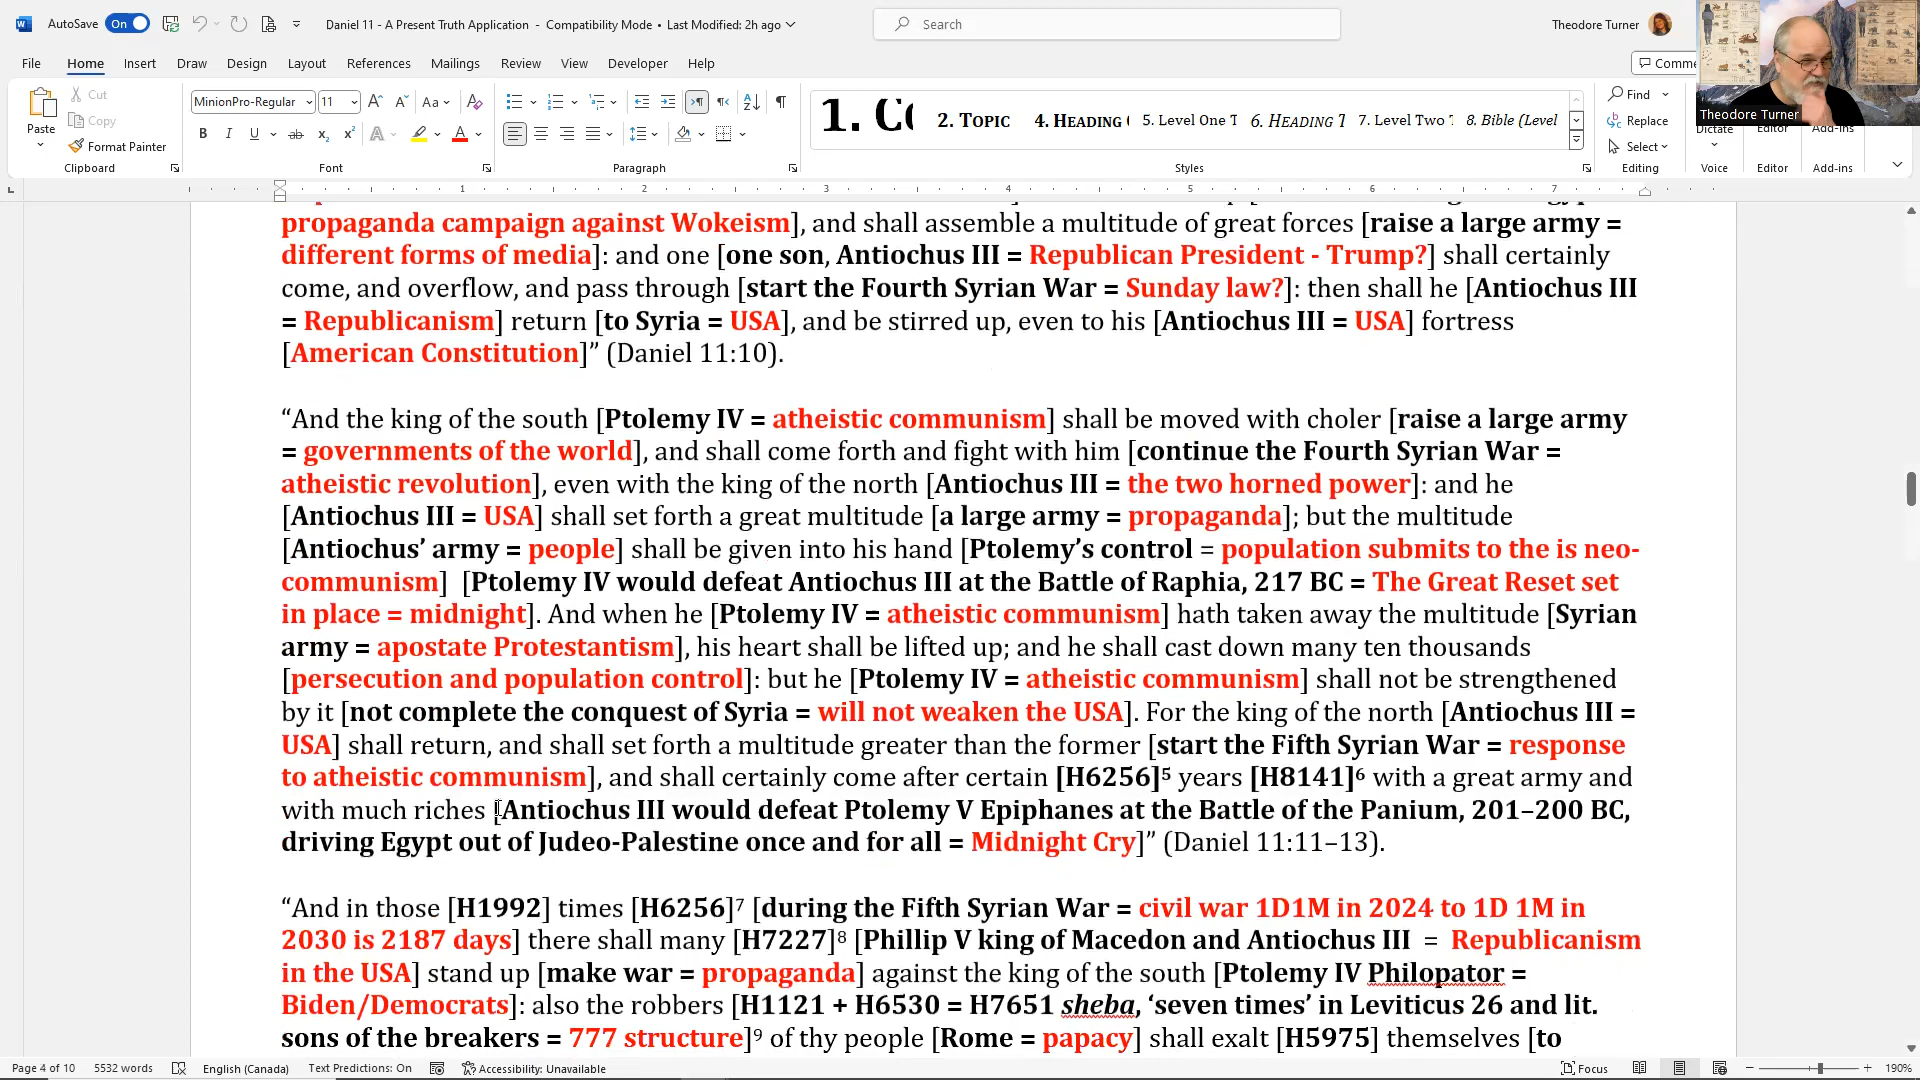 AutoSave On
Daniel 11 - A Present Truth Application - Compatibility Mode • Last Modified: 2h ago
Search
Theodore Turner
File Home Insert Draw Design Layout References Mailings Review View Developer Help
Comme
Theodore Turner
Paste
Cut
Copy
Format Painter
Clipboard
MinionPro-Regular 11
Font
Paragraph
1. Co 2. Topic 4. Heading 5. Level One T 6. Heading T 7. Level Two T 8. Bible (Level
Styles
Find
Replace
Select
Editing
Dictate
Voice
Editor
Editor
Add-ins
Add-ins
1 2 3 4 5 6 7
propaganda campaign against Wokeism], and shall assemble a multitude of great forces [raise a large army =
different forms of media]: and one [one son, Antiochus III = Republican President - Trump?] shall certainly
come, and overflow, and pass through [start the Fourth Syrian War = Sunday law?]: then shall he [Antiochus III
= Republicanism] return [to Syria = USA], and be stirred up, even to his [Antiochus III = USA] fortress
[American Constitution]” (Daniel 11:10).
“And the king of the south [Ptolemy IV = atheistic communism] shall be moved with choler [raise a large army
= governments of the world], and shall come forth and fight with him [continue the Fourth Syrian War =
atheistic revolution], even with the king of the north [Antiochus III = the two horned power]: and he
[Antiochus III = USA] shall set forth a great multitude [a large army = propaganda]; but the multitude
[Antiochus’ army = people] shall be given into his hand [Ptolemy’s control = population submits to the is neo-
communism] [Ptolemy IV would defeat Antiochus III at the Battle of Raphia, 217 BC = The Great Reset set
in place = midnight]. And when he [Ptolemy IV = atheistic communism] hath taken away the multitude [Syrian
army = apostate Protestantism], his heart shall be lifted up; and he shall cast down many ten thousands
[persecution and population control]: but he [Ptolemy IV = atheistic communism] shall not be strengthened
by it [not complete the conquest of Syria = will not weaken the USA]. For the king of the north [Antiochus III =
USA] shall return, and shall set forth a multitude greater than the former [start the Fifth Syrian War = response
to atheistic communism], and shall certainly come after certain [H6256]⁵ years [H8141]⁶ with a great army and
with much riches [Antiochus III would defeat Ptolemy V Epiphanes at the Battle of the Panium, 201–200 BC,
driving Egypt out of Judeo-Palestine once and for all = Midnight Cry]” (Daniel 11:11–13).
“And in those [H1992] times [H6256]⁷ [during the Fifth Syrian War = civil war 1D1M in 2024 to 1D 1M in
2030 is 2187 days] there shall many [H7227]⁸ [Phillip V king of Macedon and Antiochus III = Republicanism
in the USA] stand up [make war = propaganda] against the king of the south [Ptolemy IV Philopator =
Biden/Democrats]: also the robbers [H1121 + H6530 = H7651 sheba, ‘seven times’ in Leviticus 26 and lit.
sons of the breakers = 777 structure]⁹ of thy people [Rome = papacy] shall exalt [H5975] themselves [to
Page 4 of 10 5532 words English (Canada) Text Predictions: On Accessibility: Unavailable Focus 190%